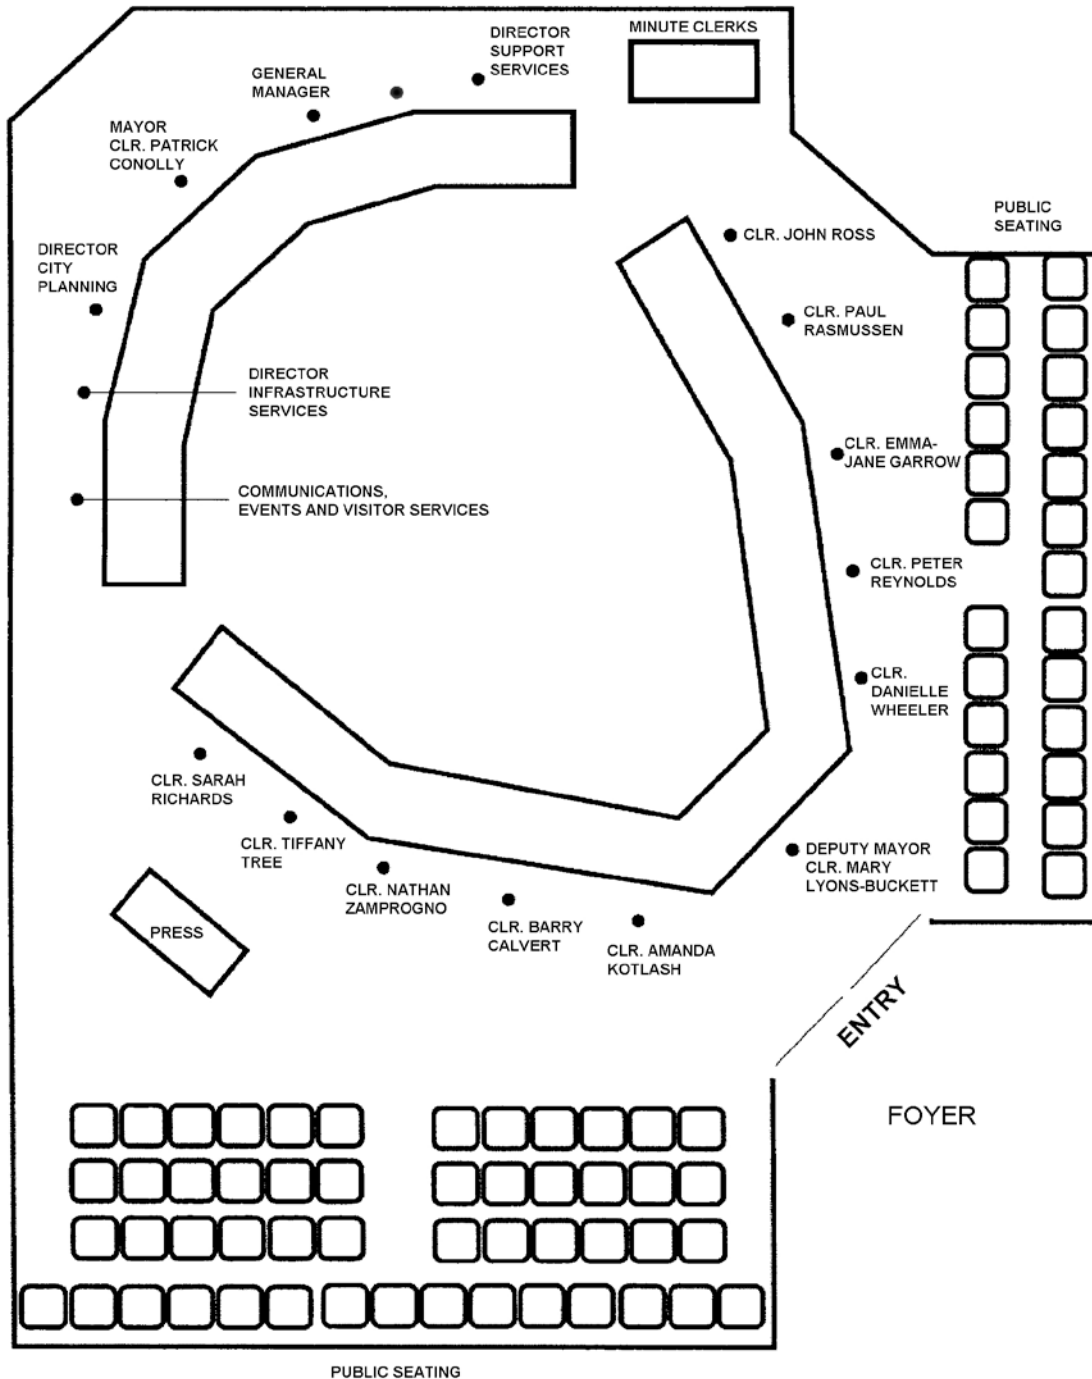 MINUTE CLERKS
DIRECTOR
SUPPORT
SERVICES
GENERAL
MANAGER
MAYOR
CLR. PATRICK
CONOLLY
DIRECTOR
CITY
PLANNING
DIRECTOR
INFRASTRUCTURE
SERVICES
COMMUNICATIONS,
EVENTS AND VISITOR SERVICES
PUBLIC
SEATING
CLR. JOHN ROSS
CLR. PAUL
RASMUSSEN
CLR. EMMA-
JANE GARROW
CLR. PETER
REYNOLDS
CLR.
DANIELLE
WHEELER
DEPUTY MAYOR
CLR. MARY
LYONS-BUCKETT
CLR. SARAH
RICHARDS
CLR. TIFFANY
TREE
CLR. NATHAN
ZAMPROGNO
CLR. BARRY
CALVERT
CLR. AMANDA
KOTLASH
PRESS
ENTRY
FOYER
PUBLIC SEATING